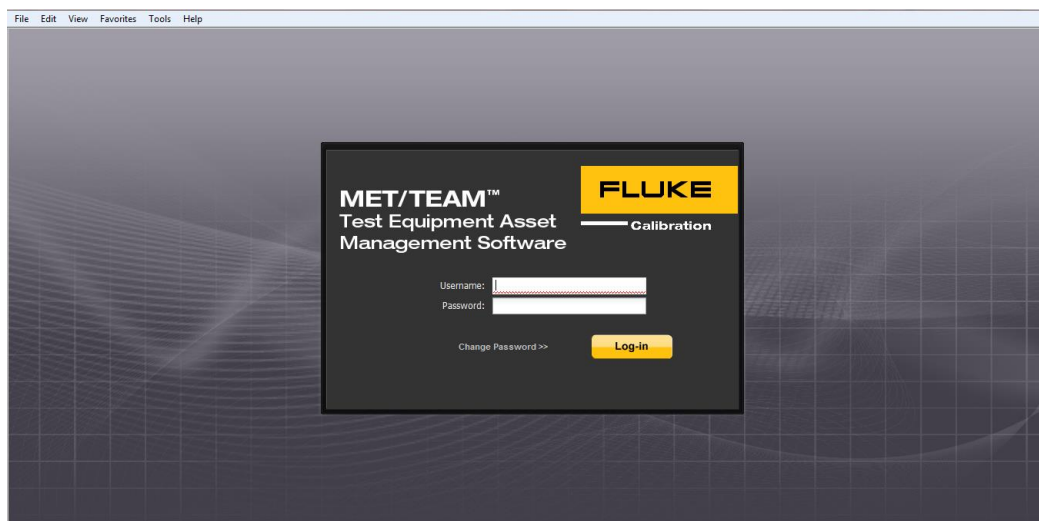 File Edit View Favorites Tools Help
MET/TEAM™
Test Equipment Asset
Management Software
FLUKE
Calibration
Username:
Password:
Change Password >>
Log-in